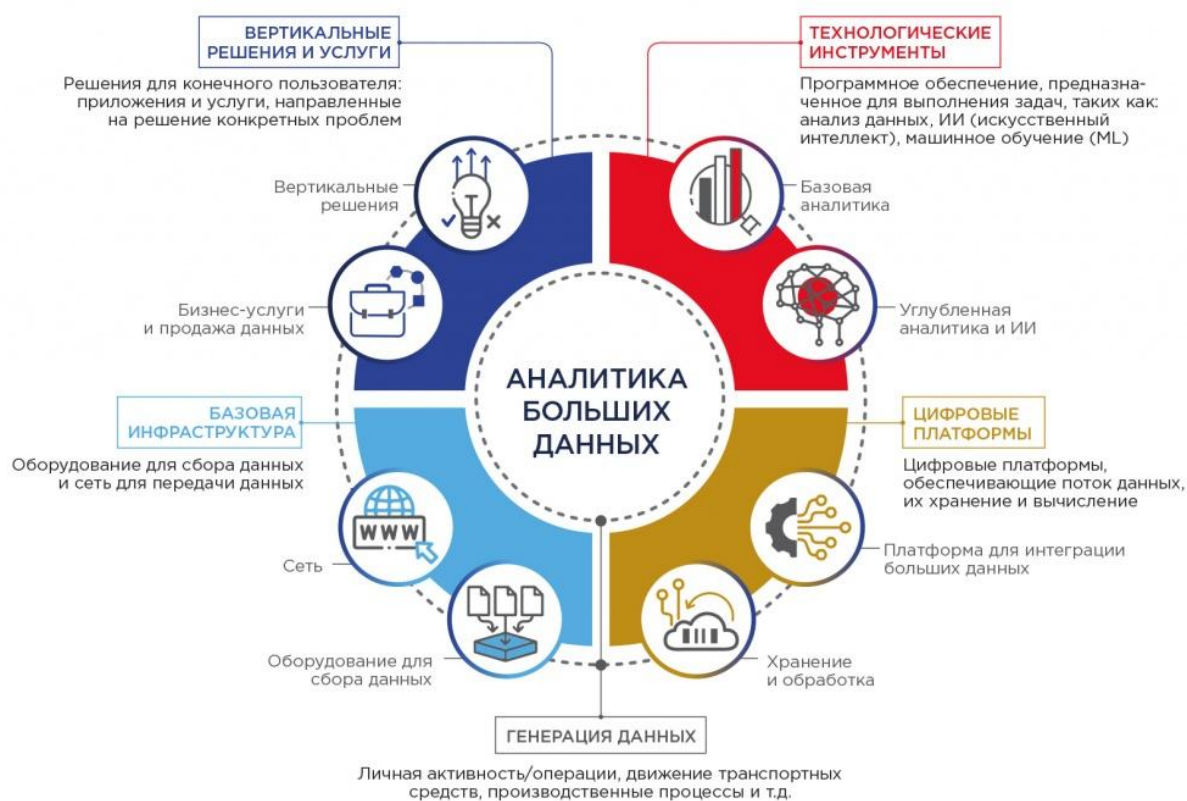 ВЕРТИКАЛЬНЫЕ
РЕШЕНИЯ И УСЛУГИ
Решения для конечного пользователя:
приложения и услуги, направленные
на решение конкретных проблем
Вертикальные
решения
Бизнес-услуги
и продажа данных
ТЕХНОЛОГИЧЕСКИЕ
ИНСТРУМЕНТЫ
Программное обеспечение, предназна-
ченное для выполнения задач, таких как:
анализ данных, ИИ (искусственный
интеллект), машинное обучение (ML)
Базовая
аналитика
Углубленная
аналитика и ИИ
АНАЛИТИКА
БОЛЬШИХ
ДАННЫХ
БАЗОВАЯ
ИНФРАСТРУКТУРА
Оборудование для сбора данных
и сеть для передачи данных
WWW
Сеть
Оборудование для
сбора данных
ЦИФРОВЫЕ
ПЛАТФОРМЫ
Цифровые платформы,
обеспечивающие поток данных,
их хранение и вычисление
Платформа для интеграции
больших данных
Хранение
и обработка
ГЕНЕРАЦИЯ ДАННЫХ
Личная активность/операции, движение транспортных
средств, производственные процессы и т.д.